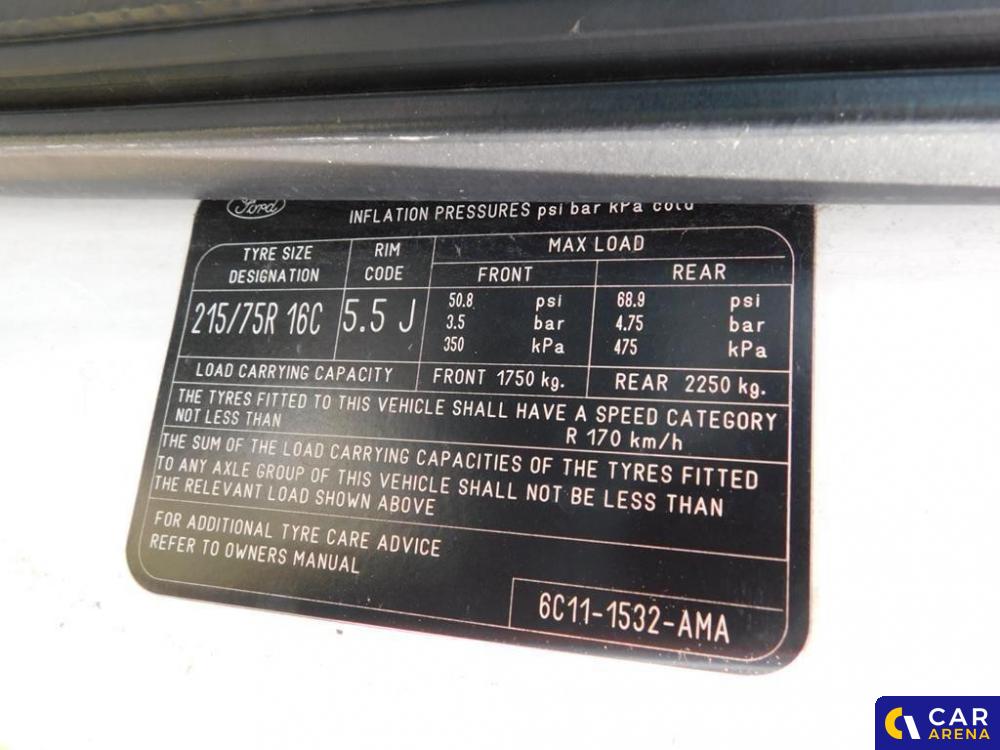 Ford
INFLATION PRESSURES psi bar kPa cold
TYRE SIZE DESIGNATION
RIM CODE
MAX LOAD
FRONT
REAR
215/75R 16C
5.5 J
50.8 psi
3.5 bar
350 kPa
68.9 psi
4.75 bar
475 kPa
LOAD CARRYING CAPACITY
FRONT 1750 kg.
REAR 2250 kg.
THE TYRES FITTED TO THIS VEHICLE SHALL HAVE A SPEED CATEGORY
NOT LESS THAN
R 170 km/h
THE SUM OF THE LOAD CARRYING CAPACITIES OF THE TYRES FITTED
TO ANY AXLE GROUP OF THIS VEHICLE SHALL NOT BE LESS THAN
THE RELEVANT LOAD SHOWN ABOVE
FOR ADDITIONAL TYRE CARE ADVICE
REFER TO OWNERS MANUAL
6C11-1532-AMA
CAR
ARENA